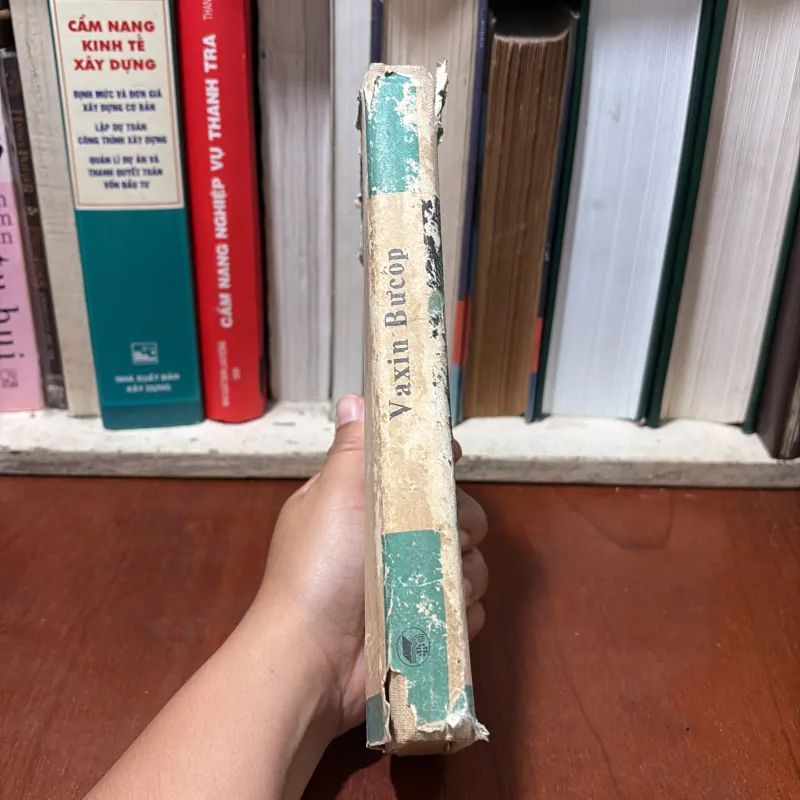 CẨM NANG
KINH TẾ
XÂY DỰNG
ĐỊNH MỨC VÀ ĐƠN GIÁ
XÂY DỰNG CƠ BẢN
LẬP DỰ TOÁN
CÔNG TRÌNH XÂY DỰNG
QUẢN LÍ DỰ ÁN VÀ
THANH QUYẾT TOÁN
VỐN ĐẦU TƯ
NHÀ XUẤT BẢN
XÂY DỰNG
CẨM NANG NGHIỆP VỤ THANH TRA
Vaxin Bưcốp